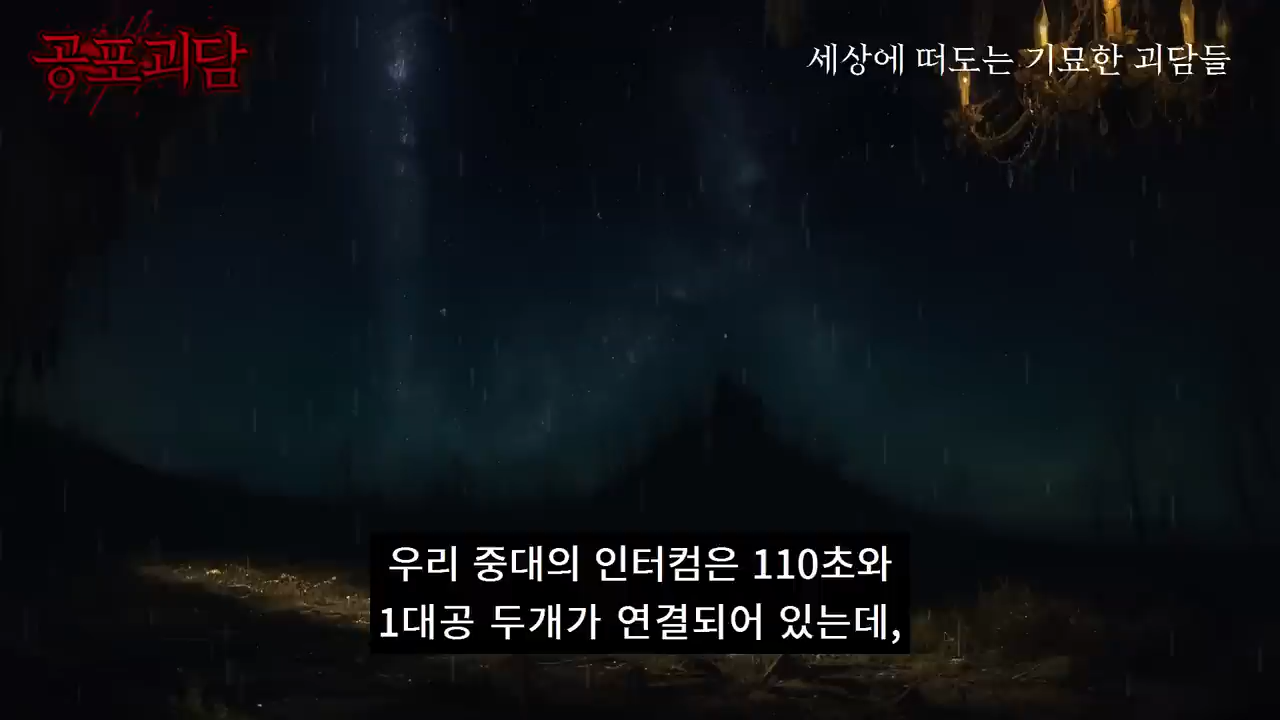 공포괴담
세상에 떠도는 기묘한 괴담들
우리 중대의 인터컴은 110초와
1대공 두개가 연결되어 있는데,